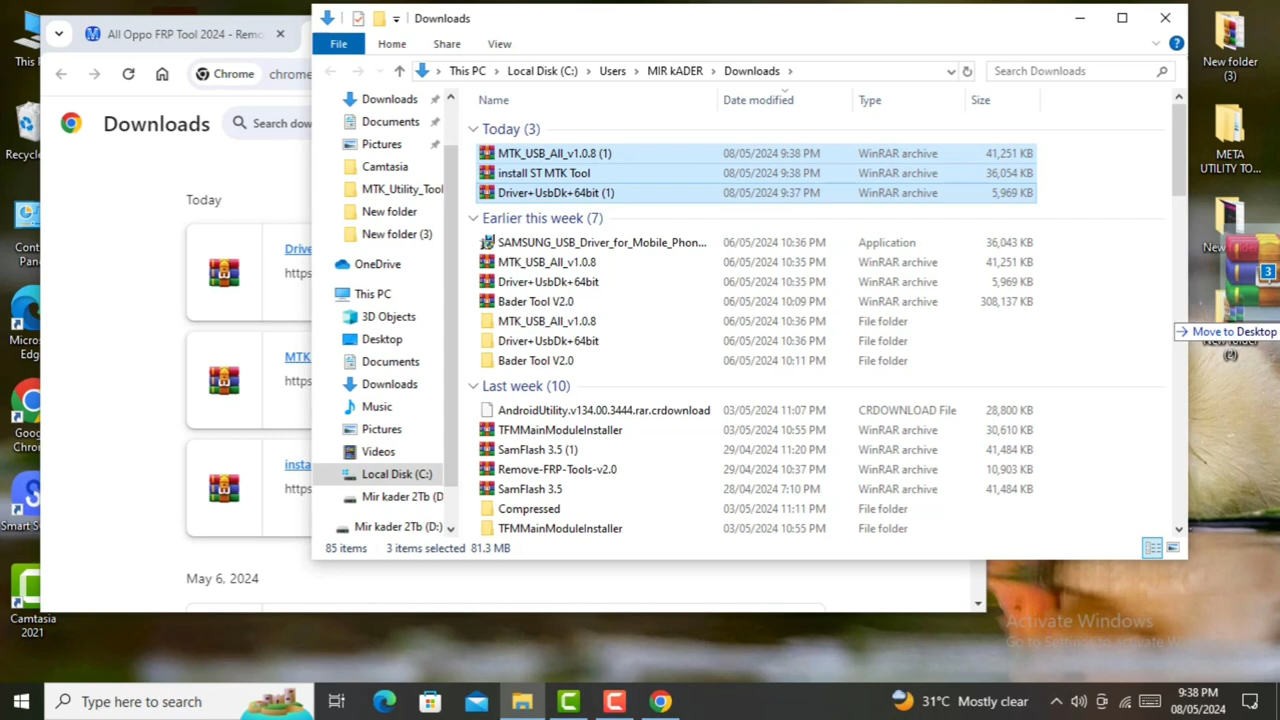 Downloads
File
Home
Share
View
This PC
Local Disk (C:)
Users
MIR kADER
Downloads
Search Downloads
All Oppo FRP Tool 2024 - Remo
Chrome
chrome
Downloads
Search dow
Today
Drive
https
MTK
https
insta
https
May 6, 2024
Downloads
Documents
Pictures
Camtasia
MTK_Utility_Tool
New folder
New folder (3)
OneDrive
This PC
3D Objects
Desktop
Documents
Downloads
Music
Pictures
Videos
Local Disk (C:)
Mir kader 2Tb (D
Mir kader 2Tb (D:)
Name Date modified Type Size
Today (3)
MTK_USB_All_v1.0.8 (1) 08/05/2024 9:38 PM WinRAR archive 41,251 KB
install ST MTK Tool 08/05/2024 9:38 PM WinRAR archive 36,054 KB
Driver+UsbDk+64bit (1) 08/05/2024 9:37 PM WinRAR archive 5,969 KB
Earlier this week (7)
SAMSUNG_USB_Driver_for_Mobile_Phon... 06/05/2024 10:36 PM Application 36,043 KB
MTK_USB_All_v1.0.8 06/05/2024 10:35 PM WinRAR archive 41,251 KB
Driver+UsbDk+64bit 06/05/2024 10:35 PM WinRAR archive 5,969 KB
Bader Tool V2.0 06/05/2024 10:09 PM WinRAR archive 308,137 KB
MTK_USB_All_v1.0.8 06/05/2024 10:36 PM File folder
Driver+UsbDk+64bit 06/05/2024 10:36 PM File folder
Bader Tool V2.0 06/05/2024 10:11 PM File folder
Last week (10)
AndroidUtility.v134.00.3444.rar.crdownload 03/05/2024 11:07 PM CRDOWNLOAD File 28,800 KB
TFMMainModuleInstaller 03/05/2024 10:55 PM WinRAR archive 30,610 KB
SamFlash 3.5 (1) 29/04/2024 11:20 PM WinRAR archive 41,484 KB
Remove-FRP-Tools-v2.0 29/04/2024 10:37 PM WinRAR archive 10,903 KB
SamFlash 3.5 28/04/2024 7:10 PM WinRAR archive 41,484 KB
Compressed 03/05/2024 11:11 PM File folder
TFMMainModuleInstaller 03/05/2024 10:55 PM File folder
85 items 3 items selected 81.3 MB
This
Recycle
Cont
Pan
Micros
Edg
Goog
Chron
Smart S
Camtasia
2021
New folder
(3)
META
UTILITY TO...
New
3
Move to Desktop
(2)
Activate Windows
Go to Settings to activate W
Type here to search
31°C Mostly clear
9:38 PM
08/05/2024